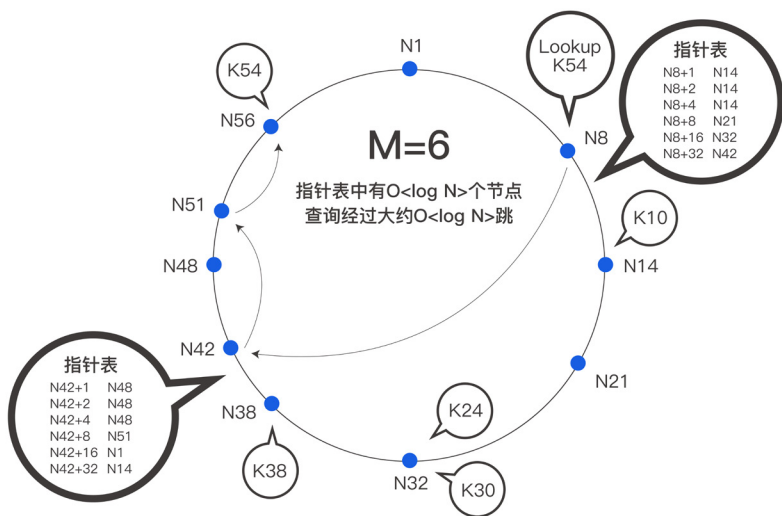 N1
K54
Lookup
K54
指针表
N8+1 N14
N8+2 N14
N8+4 N14
N8+8 N21
N8+16 N32
N8+32 N42
N56
N8
M=6
指针表中有O<log N>个节点
查询经过大约O<log N>跳
N51
K10
N48
N14
N42
指针表
N42+1 N48
N42+2 N48
N42+4 N48
N42+8 N51
N42+16 N1
N42+32 N14
N21
N38
K24
K38
N32
K30